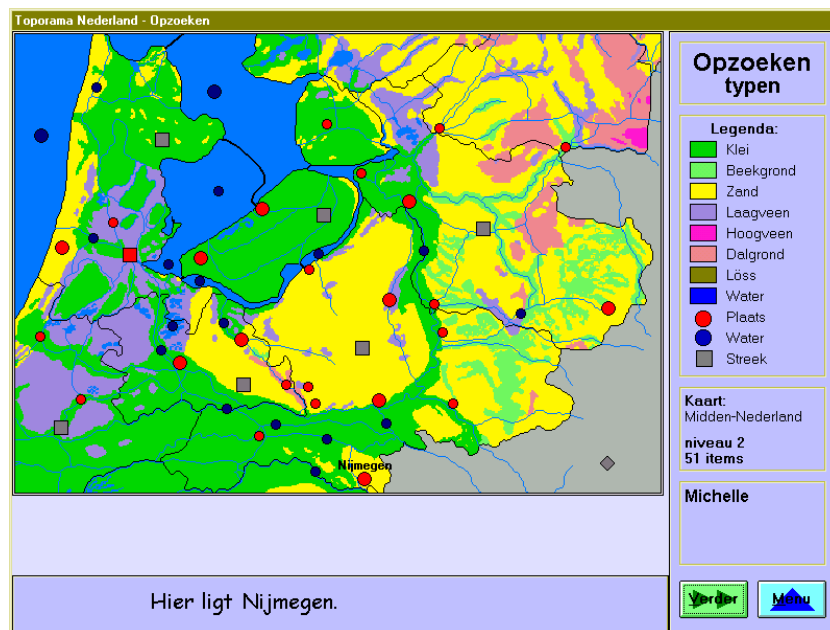 Toporama Nederland - Opzoeken
Opzoeken
typen
Legenda:
Klei
Beekgrond
Zand
Laagveen
Hoogveen
Dalgrond
Löss
Water
Plaats
Water
Streek
Kaart:
Midden-Nederland
niveau 2
51 items
Michelle
Nijmegen
Hier ligt Nijmegen.
Verder
Menu